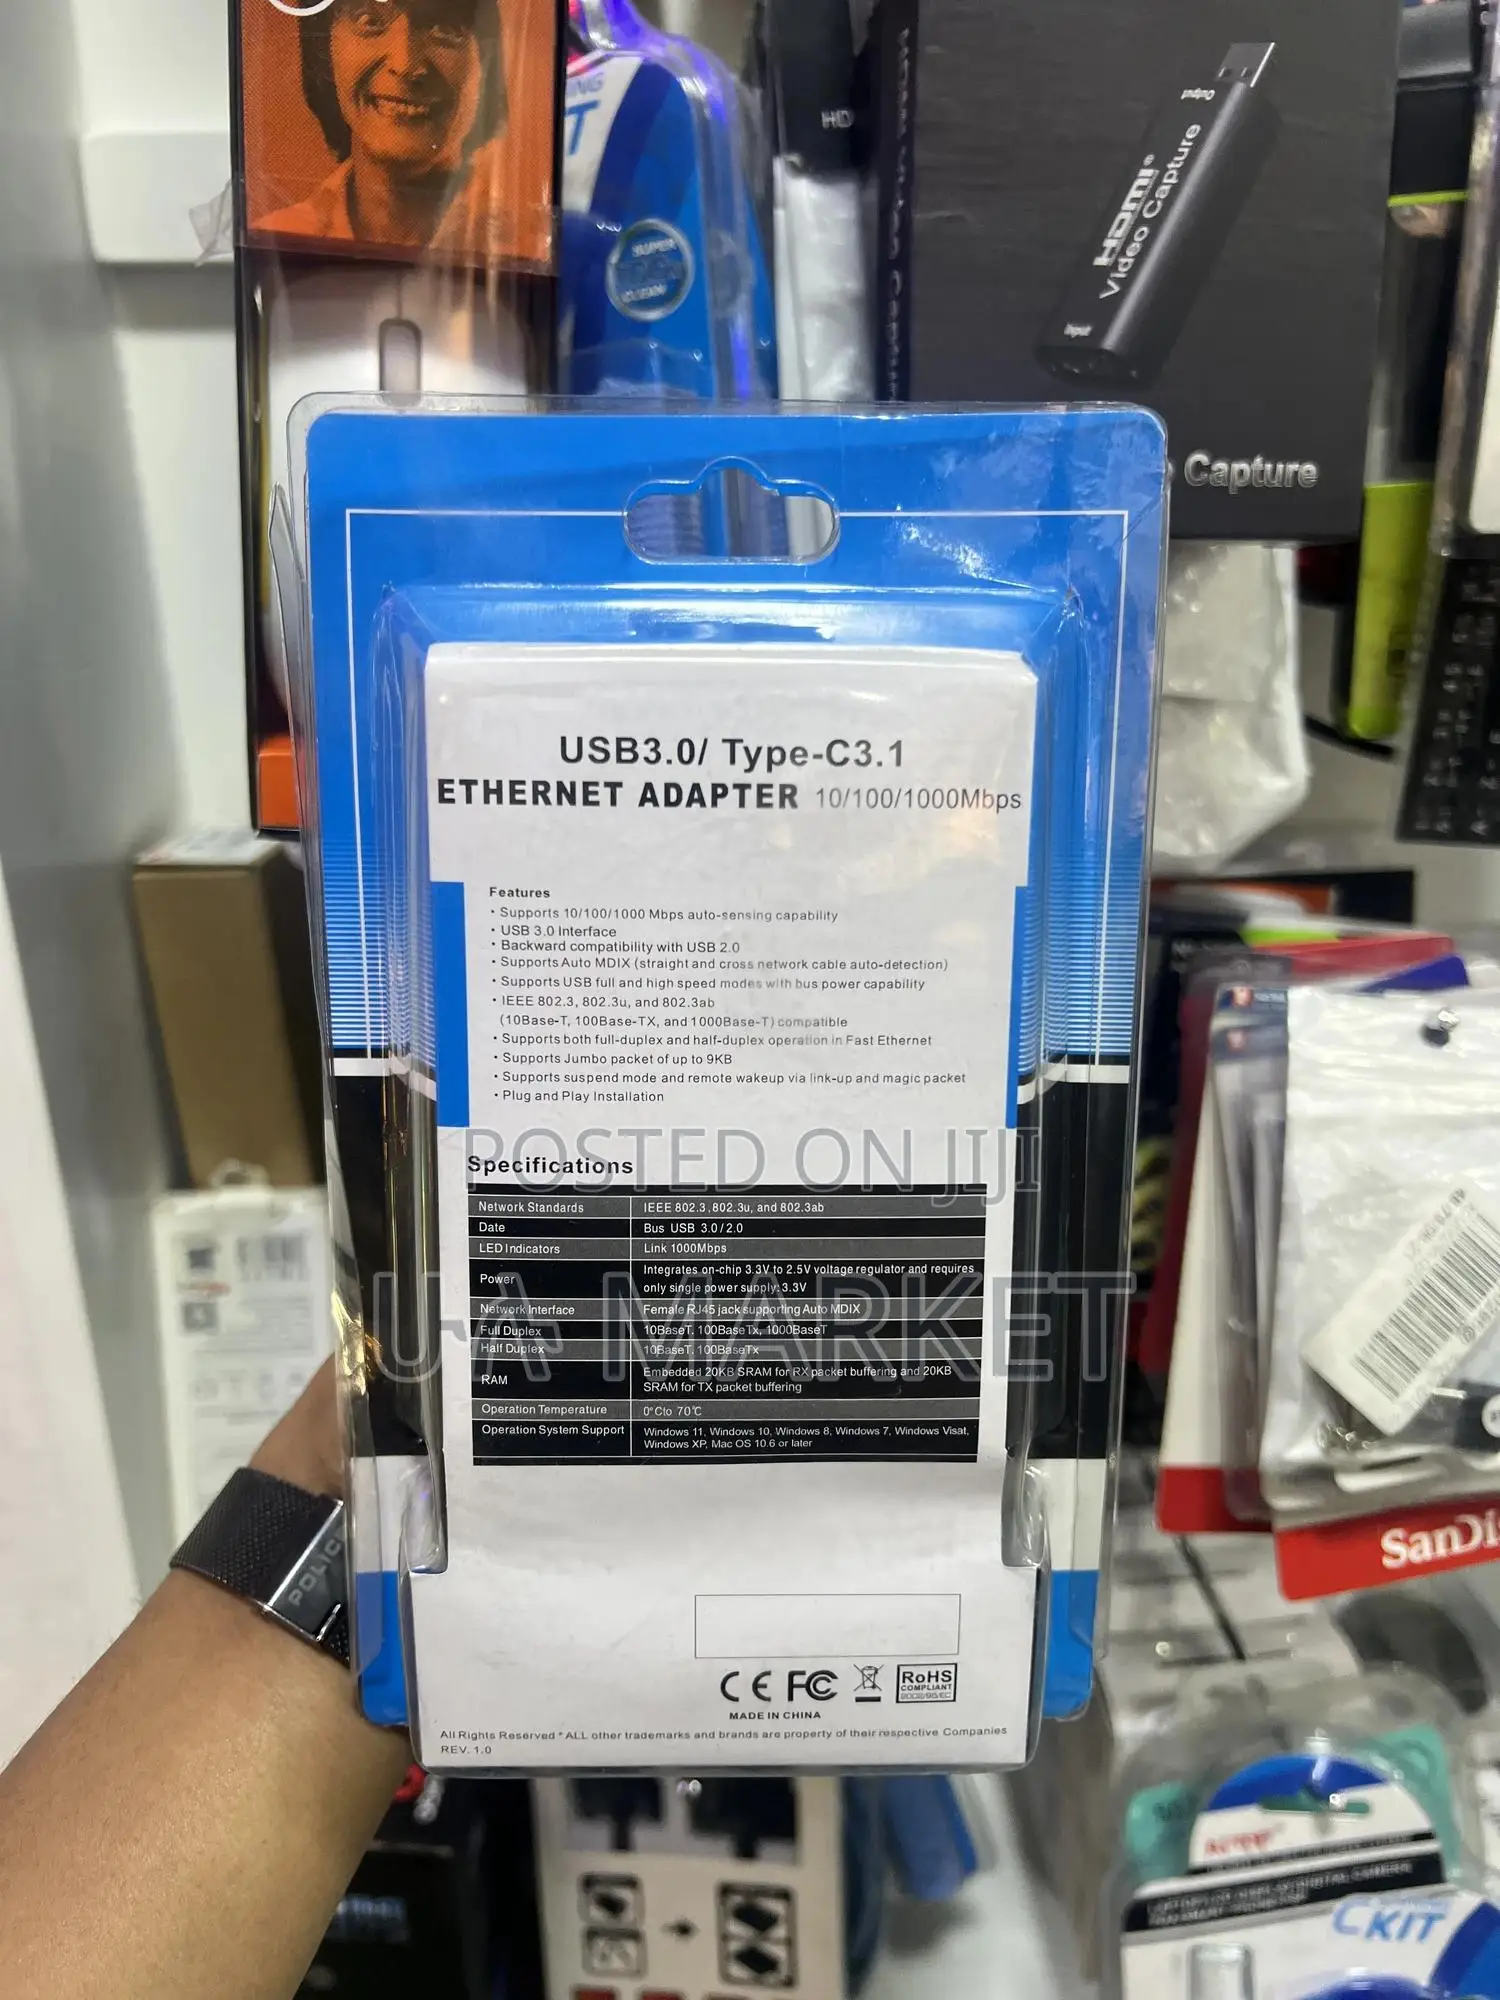 HD
SUPER
CLEAN
Output
HDMI
Video Capture
Input
Capture
USB3.0/ Type-C3.1
ETHERNET ADAPTER 10/100/1000Mbps
Features
• Supports 10/100/1000 Mbps auto-sensing capability
• USB 3.0 Interface
• Backward compatibility with USB 2.0
• Supports Auto MDIX (straight and cross network cable auto-detection)
• Supports USB full and high speed modes with bus power capability
• IEEE 802.3, 802.3u, and 802.3ab
(10Base-T, 100Base-TX, and 1000Base-T) compatible
• Supports both full-duplex and half-duplex operation in Fast Ethernet
• Supports Jumbo packet of up to 9KB
• Supports suspend mode and remote wakeup via link-up and magic packet
• Plug and Play Installation
POSTED ON JIJI
Specifications
Network Standards IEEE 802.3, 802.3u, and 802.3ab
Date Bus USB 3.0/2.0
LED Indicators Link 1000Mbps
Power Integrates on-chip 3.3V to 2.5V voltage regulator and requires
only single power supply: 3.3V
U-A MARKET
Network Interface Female RJ45 jack supporting Auto MDIX
Full Duplex 10BaseT. 100BaseTx, 1000BaseT
Half Duplex 10BaseT. 100BaseTx
RAM Embedded 20KB SRAM for RX packet buffering and 20KB
SRAM for TX packet buffering
Operation Temperature 0°C to 70℃
Operation System Support Windows 11, Windows 10, Windows 8, Windows 7, Windows Visat,
Windows XP, Mac OS 10.6 or later
POLIC
SanDi
CE FC RoHS
COMPLIANT
2002/95/EC
MADE IN CHINA
All Rights Reserved * ALL other trademarks and brands are property of their respective Companies
REV. 1.0
CKIT